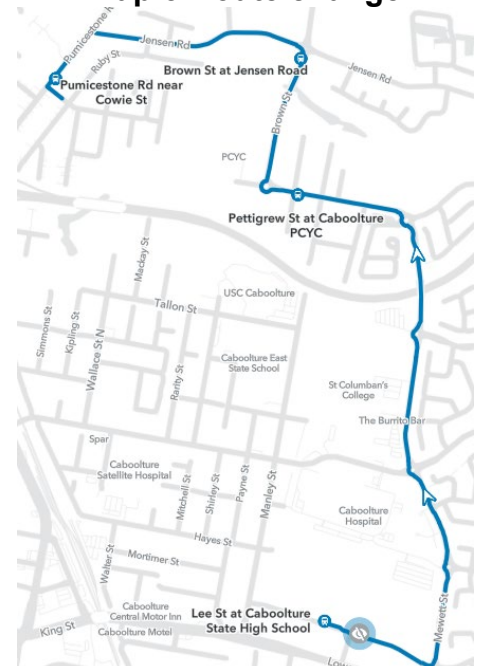 Jensen Rd
Ruby St
Brown St at Jensen Road
Jensen Rd
Pumicestone Rd near
Cowie St
Brown St
PCYC
Pettigrew St at Caboolture
PCYC
Mackay St
USC Caboolture
Tallon St
Simmons St
Kipling St
Wallace St N
Rarity St
Caboolture East
State School
St Columban's
College
The Burrito Bar
Spar
Caboolture
Satellite Hospital
Mitchell St
Shirley St
Payne St
Manley St
Caboolture
Hospital
Hayes St
Walter St
Mortimer St
Caboolture
Central Motor Inn
Lee St at Caboolture
State High School
King St
Caboolture Motel
Mewett St